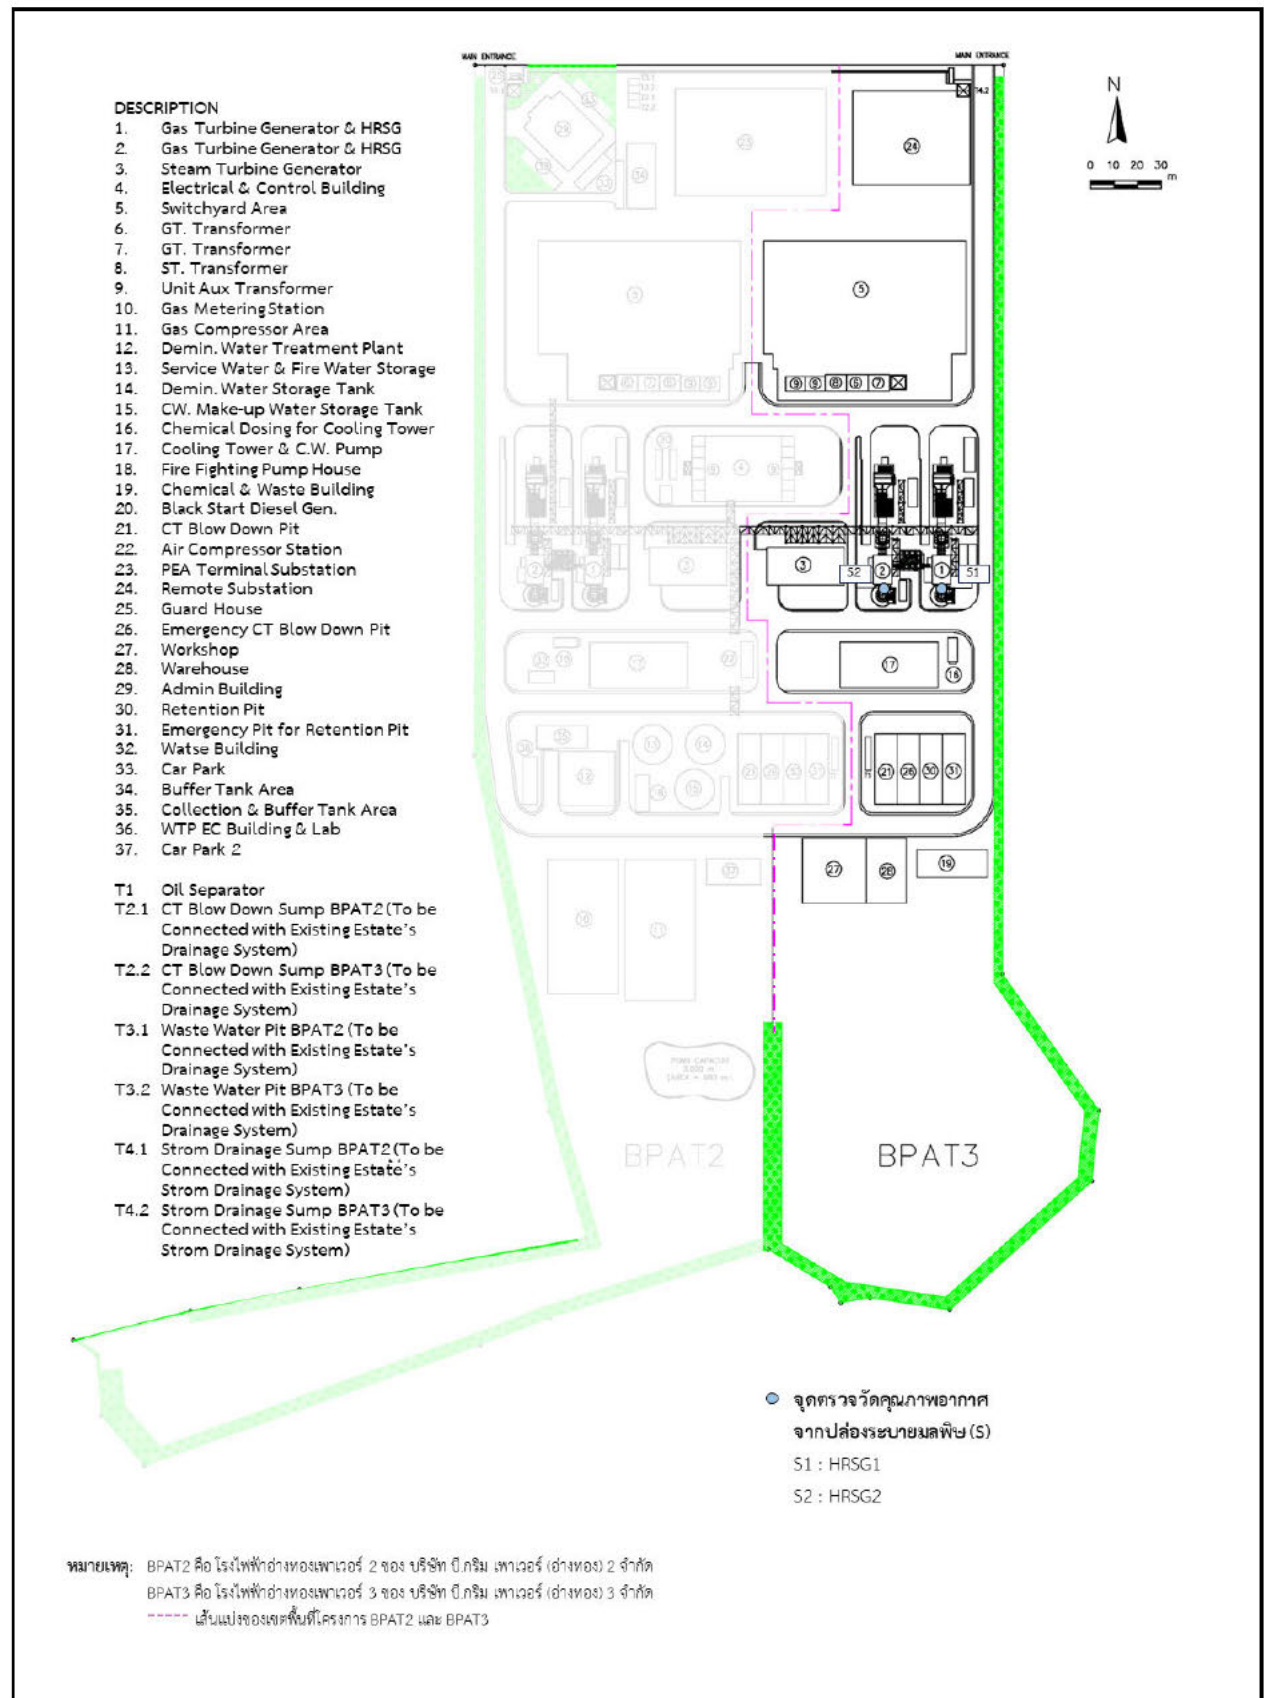 MAIN ENTRANCE
MAIN ENTRANCE
N
0 10 20 30
m
DESCRIPTION
1. Gas Turbine Generator & HRSG
2. Gas Turbine Generator & HRSG
3. Steam Turbine Generator
4. Electrical & Control Building
5. Switchyard Area
6. GT. Transformer
7. GT. Transformer
8. ST. Transformer
9. Unit Aux Transformer
10. Gas Metering Station
11. Gas Compressor Area
12. Demin. Water Treatment Plant
13. Service Water & Fire Water Storage
14. Demin. Water Storage Tank
15. CW. Make-up Water Storage Tank
16. Chemical Dosing for Cooling Tower
17. Cooling Tower & C.W. Pump
18. Fire Fighting Pump House
19. Chemical & Waste Building
20. Black Start Diesel Gen.
21. CT Blow Down Pit
22. Air Compressor Station
23. PEA Terminal Substation
24. Remote Substation
25. Guard House
26. Emergency CT Blow Down Pit
27. Workshop
28. Warehouse
29. Admin Building
30. Retention Pit
31. Emergency Pit for Retention Pit
32. Watse Building
33. Car Park
34. Buffer Tank Area
35. Collection & Buffer Tank Area
36. WTP EC Building & Lab
37. Car Park 2
T1 Oil Separator
T2.1 CT Blow Down Sump BPAT2 (To be
Connected with Existing Estate's
Drainage System)
T2.2 CT Blow Down Sump BPAT3 (To be
Connected with Existing Estate's
Drainage System)
T3.1 Waste Water Pit BPAT2 (To be
Connected with Existing Estate's
Drainage System)
T3.2 Waste Water Pit BPAT3 (To be
Connected with Existing Estate's
Drainage System)
T4.1 Strom Drainage Sump BPAT2 (To be
Connected with Existing Estate's
Strom Drainage System)
T4.2 Strom Drainage Sump BPAT3 (To be
Connected with Existing Estate's
Strom Drainage System)
T4.2
24
5
9 9 8 6 7
3
S2
2
1
S1
17
18
21 26 30 31
27
28
19
BPAT2
BPAT3
จุดตรวจวัดคุณภาพอากาศ
จากปล่องระบายมลพิษ (S)
S1 : HRSG1
S2 : HRSG2
หมายเหตุ: BPAT2 คือ โรงไฟฟ้าอ่างทองเพาเวอร์ 2 ของ บริษัท บี.กริม เพาเวอร์ (อ่างทอง) 2 จำกัด
BPAT3 คือ โรงไฟฟ้าอ่างทองเพาเวอร์ 3 ของ บริษัท บี.กริม เพาเวอร์ (อ่างทอง) 3 จำกัด
เส้นแบ่งของเขตพื้นที่โครงการ BPAT2 และ BPAT3